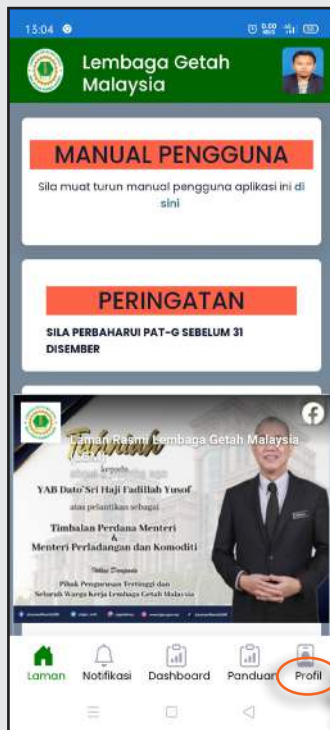 15:04
Lembaga Getah
Malaysia
MANUAL PENGGUNA
Sila muat turun manual pengguna aplikasi ini di
sini
PERINGATAN
SILA PERBAHARUI PAT-G SEBELUM 31
DISEMBER
Laman Rasmi Lembaga Getah Malaysia
Tahniah
kepada
YAB Dato' Sri Haji Fadillah Yusof
atas pelantikan sebagai
Timbalan Perdana Menteri
&
Menteri Perladangan dan Komoditi
Ikhlas Daripada
Pihak Pengurusan Tertinggi dan
Seluruh Warga Kerja Lembaga Getah Malaysia
Laman Notifikasi Dashboard Panduan Profil